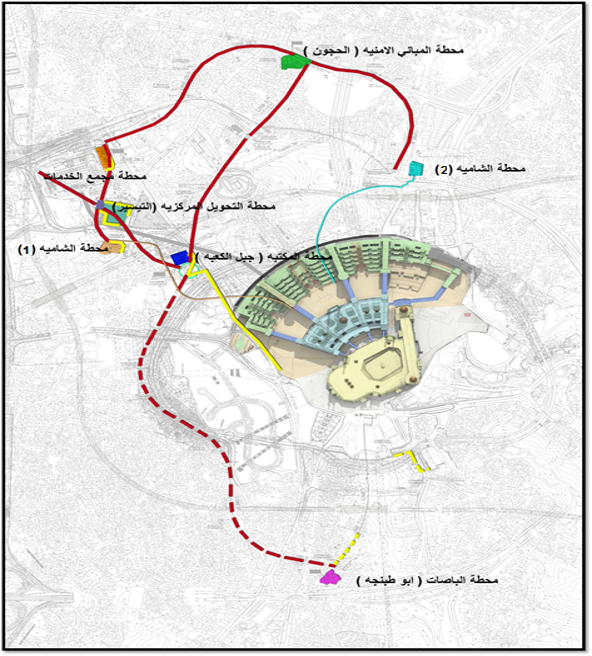 محطة المباني الامنيه ( الحجون )
محطة الشاميه (2)
محطة مجمع الخدمات
محطة التحويل المركزيه (التيسير)
محطة الشاميه (1)
محطة المكتبه ( جبل الكعبه )
محطة الباصات ( ابو طبنجه )